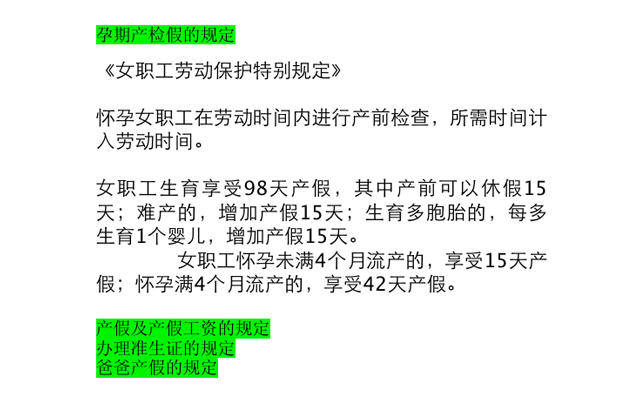 孕期产检假的规定
《女职工劳动保护特别规定》
怀孕女职工在劳动时间内进行产前检查，所需时间计
入劳动时间。
女职工生育享受98天产假，其中产前可以休假15
天；难产的，增加产假15天；生育多胞胎的，每多
生育1个婴儿，增加产假15天。
女职工怀孕未满4个月流产的，享受15天产
假；怀孕满4个月流产的，享受42天产假。
产假及产假工资的规定
办理准生证的规定
爸爸产假的规定